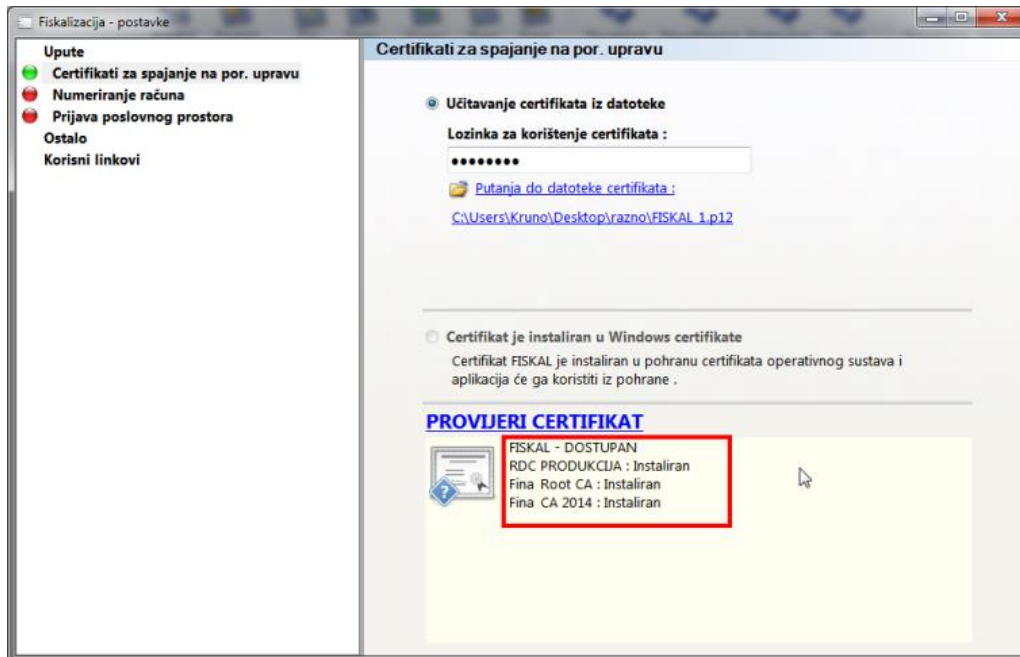 Fiskalizacija - postavke
Upute
Certifikati za spajanje na por. upravu
Numeriranje računa
Prijava poslovnog prostora
Ostalo
Korisni linkovi
Certifikati za spajanje na por. upravu
Učitavanje certifikata iz datoteke
Lozinka za korištenje certifikata :
••••••••
Putanja do datoteke certifikata :
C:\Users\Kruno\Desktop\razno\FISKAL 1.p12
Certifikat je instaliran u Windows certifikate
Certifikat FISKAL je instaliran u pohranu certifikata operativnog sustava i
aplikacija će ga koristiti iz pohrane .
PROVIJERI CERTIFIKAT
FISKAL - DOSTUPAN
RDC PRODUKCIJA : Instaliran
Fina Root CA : Instaliran
Fina CA 2014 : Instaliran